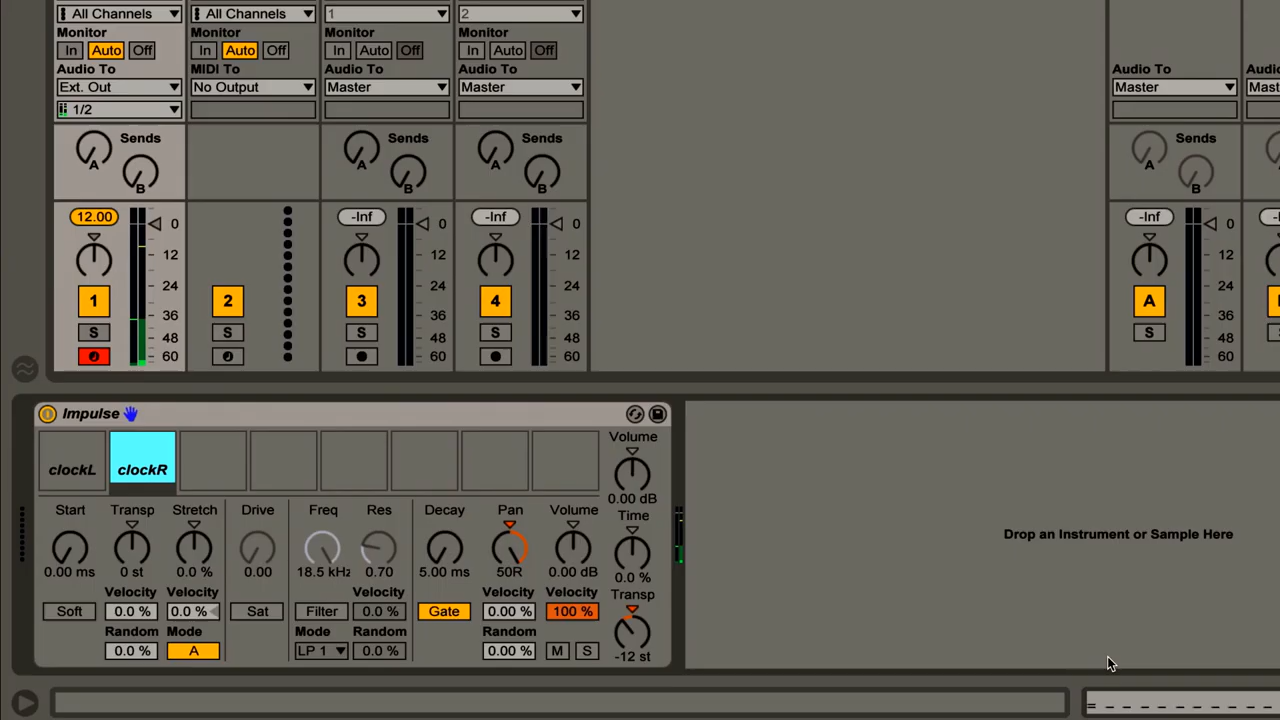 All Channels All Channels 1 2
Monitor Monitor Monitor Monitor
In Auto Off In Auto Off In Auto Off In Auto Off
Audio To MIDI To Audio To Audio To Audio To
Ext. Out No Output Master Master Master
1/2
Sends Sends Sends Sends
A A A A
B B B B
12.00 0 -Inf 0 -Inf 0 -Inf 0
12 12 12 12
24 24 24 24
1 2 3 4 A
36 36 36 36
S S S S S
48 48 48 48
60 60 60 60
Impulse
Volume
clockL clockR
0.00 dB
Start Transp Stretch Drive Freq Res Decay Pan Volume Time
0.00 ms 0 st 0.0 % 0.00 18.5 kHz 0.70 5.00 ms 50R 0.00 dB 0.0 %
Drop an Instrument or Sample Here
Velocity Velocity Velocity Velocity Velocity Transp
Soft 0.0 % 0.0 % Sat Filter 0.0 % Gate 0.00 % 100 %
Random Mode Mode Random Random
0.0 % A LP 1 0.0 % 0.00 % M S -12 st